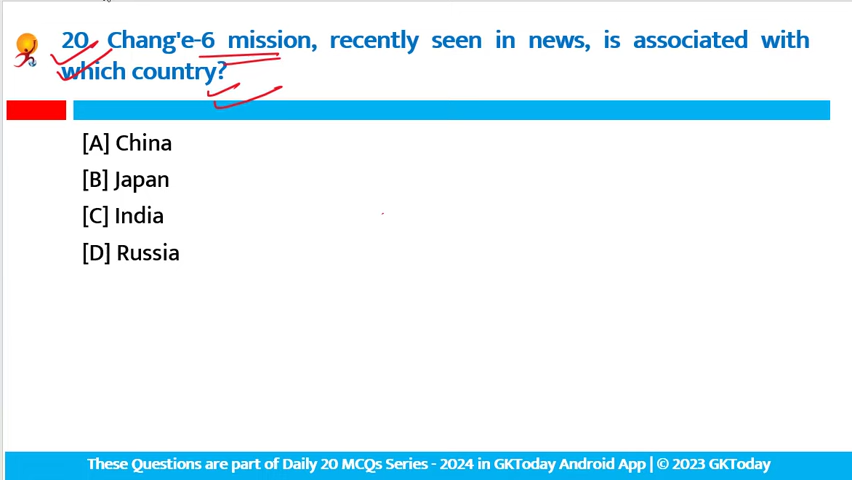 20. Chang'e-6 mission, recently seen in news, is associated with
which country?
[A] China
[B] Japan
[C] India
[D] Russia
These Questions are part of Daily 20 MCQs Series - 2024 in GKToday Android App | © 2023 GKToday